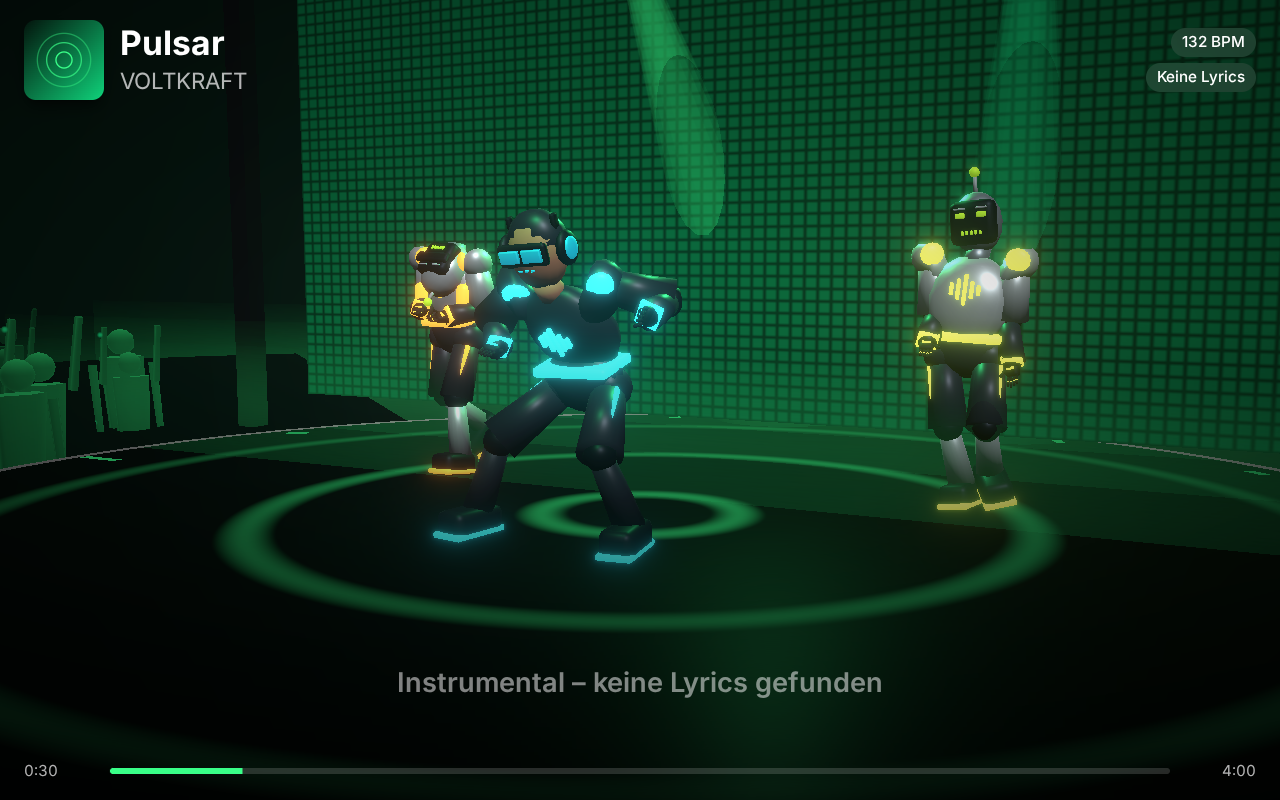 Pulsar
VOLTKRAFT
132 BPM
Keine Lyrics
Instrumental – keine Lyrics gefunden
0:30
4:00